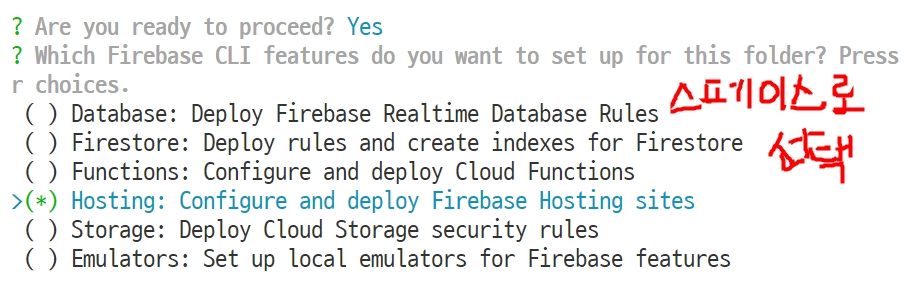 ? Are you ready to proceed? Yes
? Which Firebase CLI features do you want to set up for this folder? Press
r choices.
( ) Database: Deploy Firebase Realtime Database Rules
스페이스로
( ) Firestore: Deploy rules and create indexes for Firestore
선택
( ) Functions: Configure and deploy Cloud Functions
>(*) Hosting: Configure and deploy Firebase Hosting sites
( ) Storage: Deploy Cloud Storage security rules
( ) Emulators: Set up local emulators for Firebase features